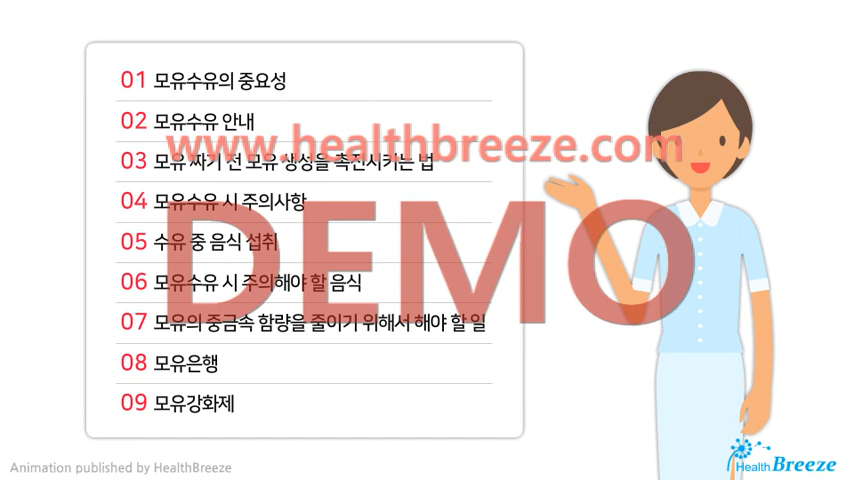 01 모유수유의 중요성
02 모유수유 안내
www.healthbreeze.com
03 모유 짜기 전 모유 생성을 촉진시키는 법
04 모유수유 시 주의사항
DEMO
05 수유 중 음식 섭취
06 모유수유 시 주의해야 할 음식
07 모유의 중금속 함량을 줄이기 위해서 해야 할 일
08 모유은행
09 모유강화제
Animation published by HealthBreeze
Health Breeze